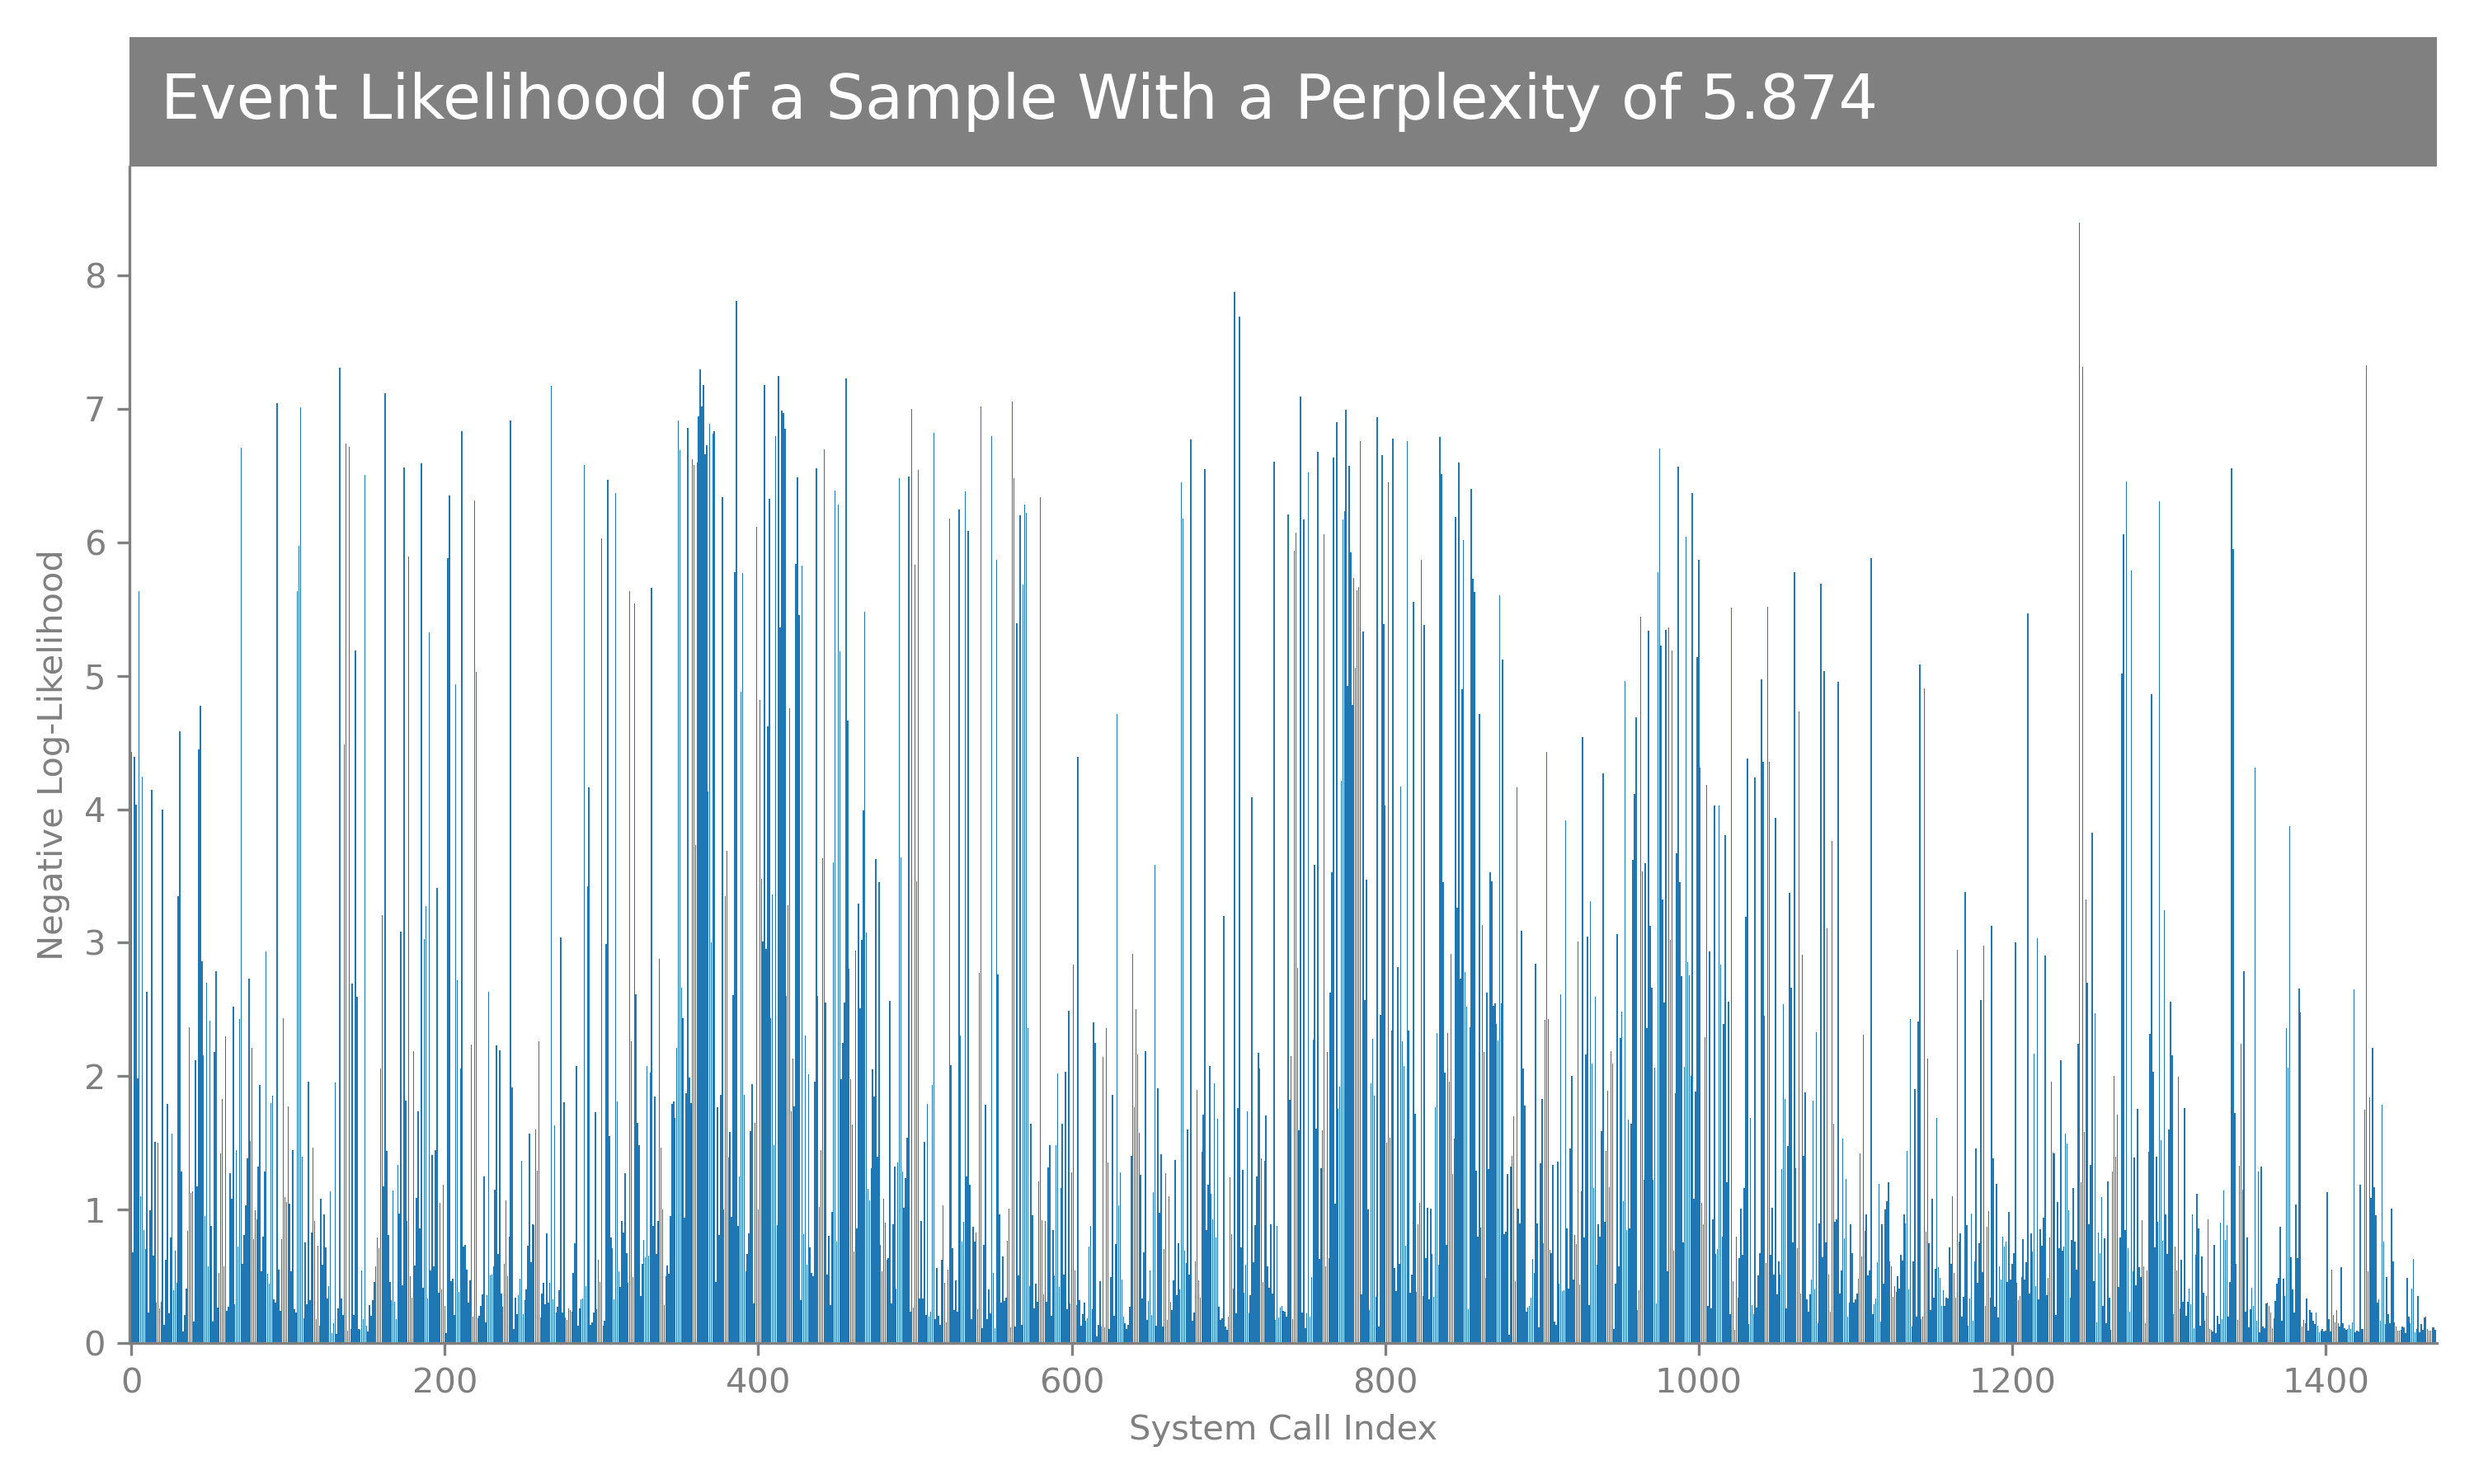 Event Likelihood of a Sample With a Perplexity of 5.874
8
7
6
5
4
3
2
1
0
Negative Log-Likelihood
0 200 400 600 800 1000 1200 1400
System Call Index